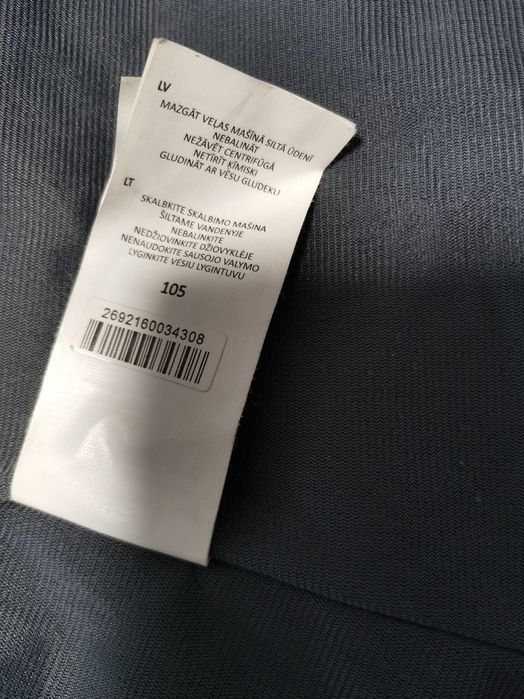 LV
MAZGĀT VEĻAS MAŠĪNĀ SILTĀ ŪDENĪ
NEBALINĀT
NEŽĀVĒT CENTRIFŪGĀ
NETĪRĪT ĶĪMISKI
GLUDINĀT AR VĒSU GLUDEKLI
LT
SKALBKITE SKALBIMO MAŠINA
ŠILTAME VANDENYJE
NEBALINKITE
NEDŽIOVINKITE DŽIOVYKLĖJE
NENAUDOKITE SAUSOJO VALYMO
LYGINKITE VĖSIU LYGINTUVU
105
2692160034308